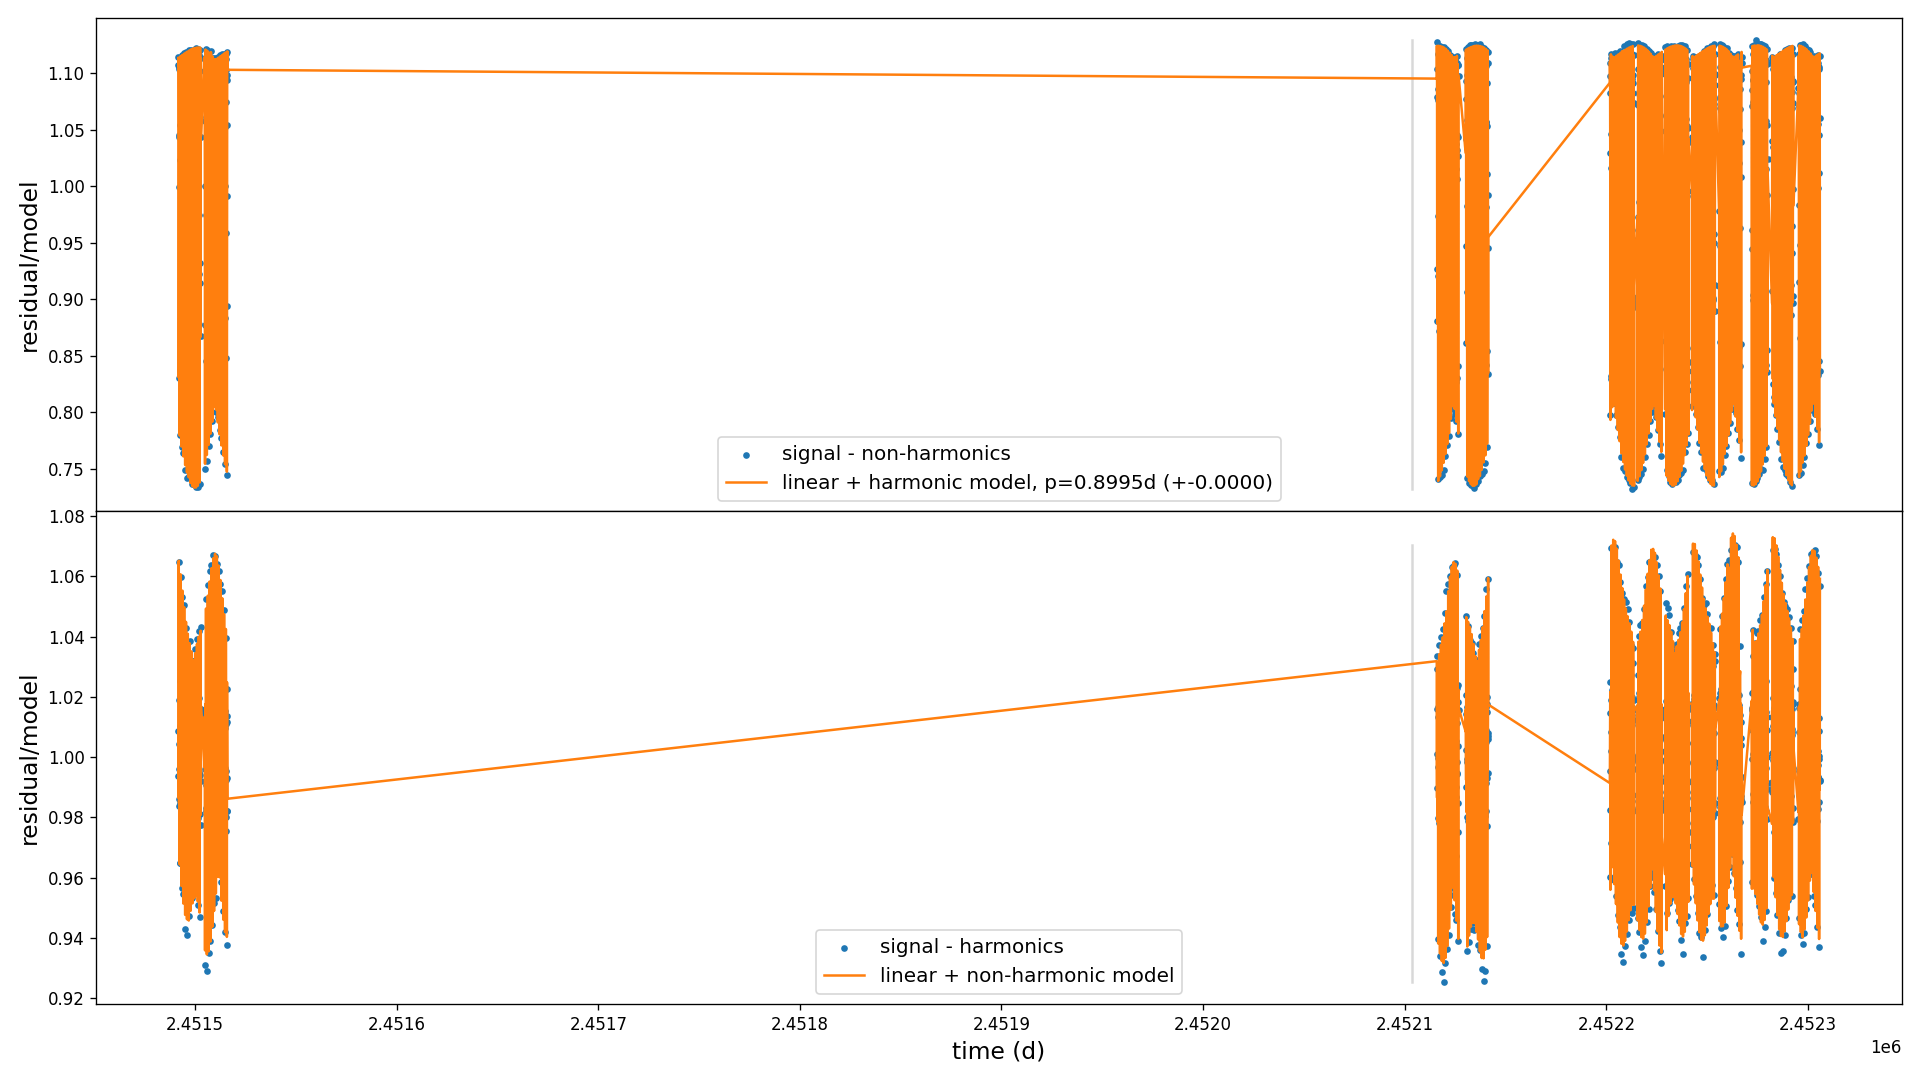 1.10
1.05
1.00
0.95
0.90
0.85
0.80
0.75
residual/model
signal - non-harmonics
linear + harmonic model, p=0.8995d (+-0.0000)
1.08
1.06
1.04
1.02
1.00
0.98
0.96
0.94
0.92
residual/model
signal - harmonics
linear + non-harmonic model
2.4515 2.4516 2.4517 2.4518 2.4519 2.4520 2.4521 2.4522 2.4523
time (d)
1e6